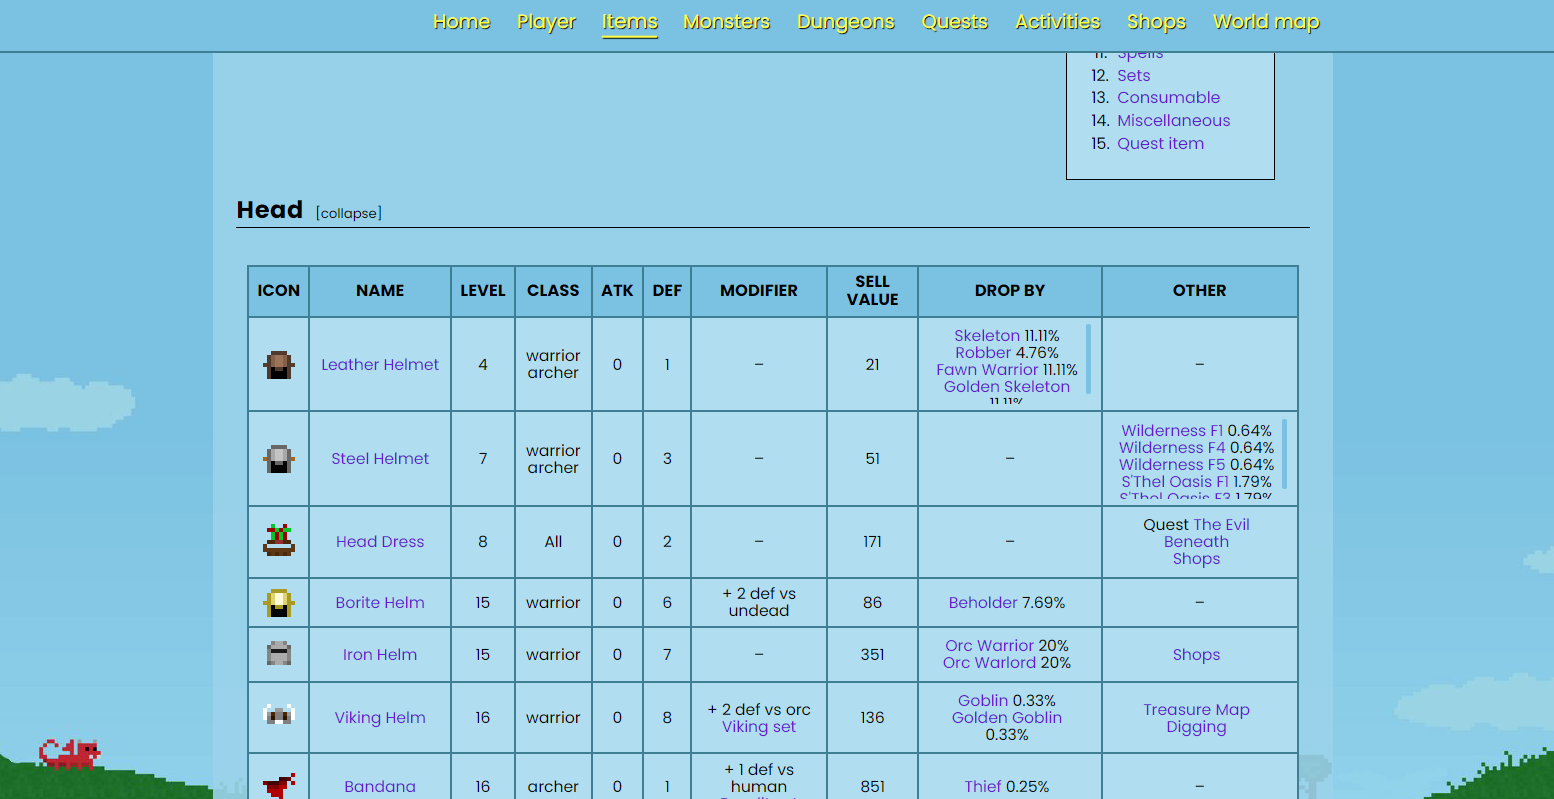 Home Player Items Monsters Dungeons Quests Activities Shops World map
11. Spells
12. Sets
13. Consumable
14. Miscellaneous
15. Quest item
Head [collapse]
ICON NAME LEVEL CLASS ATK DEF MODIFIER SELL VALUE DROP BY OTHER
Leather Helmet 4 warrior archer 0 1 – 21 Skeleton 11.11% Robber 4.76% Fawn Warrior 11.11% Golden Skeleton 11.11% –
Steel Helmet 7 warrior archer 0 3 – 51 – Wilderness F1 0.64% Wilderness F4 0.64% Wilderness F5 0.64% S'Thel Oasis F1 1.79% S'Thel Oasis F3 1.79%
Head Dress 8 All 0 2 – 171 – Quest The Evil Beneath Shops
Borite Helm 15 warrior 0 6 + 2 def vs undead 86 Beholder 7.69% –
Iron Helm 15 warrior 0 7 – 351 Orc Warrior 20% Orc Warlord 20% Shops
Viking Helm 16 warrior 0 8 + 2 def vs orc Viking set 136 Goblin 0.33% Golden Goblin 0.33% Treasure Map Digging
Bandana 16 archer 0 1 + 1 def vs human 851 Thief 0.25% –